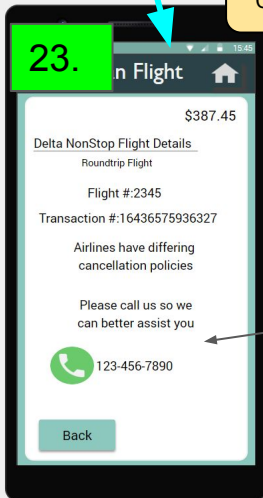 15:45
23.
n Flight
$387.45
Delta NonStop Flight Details
Roundtrip Flight
Flight #:2345
Transaction #:16436575936327
Airlines have differing
cancellation policies
Please call us so we
can better assist you
123-456-7890
Back